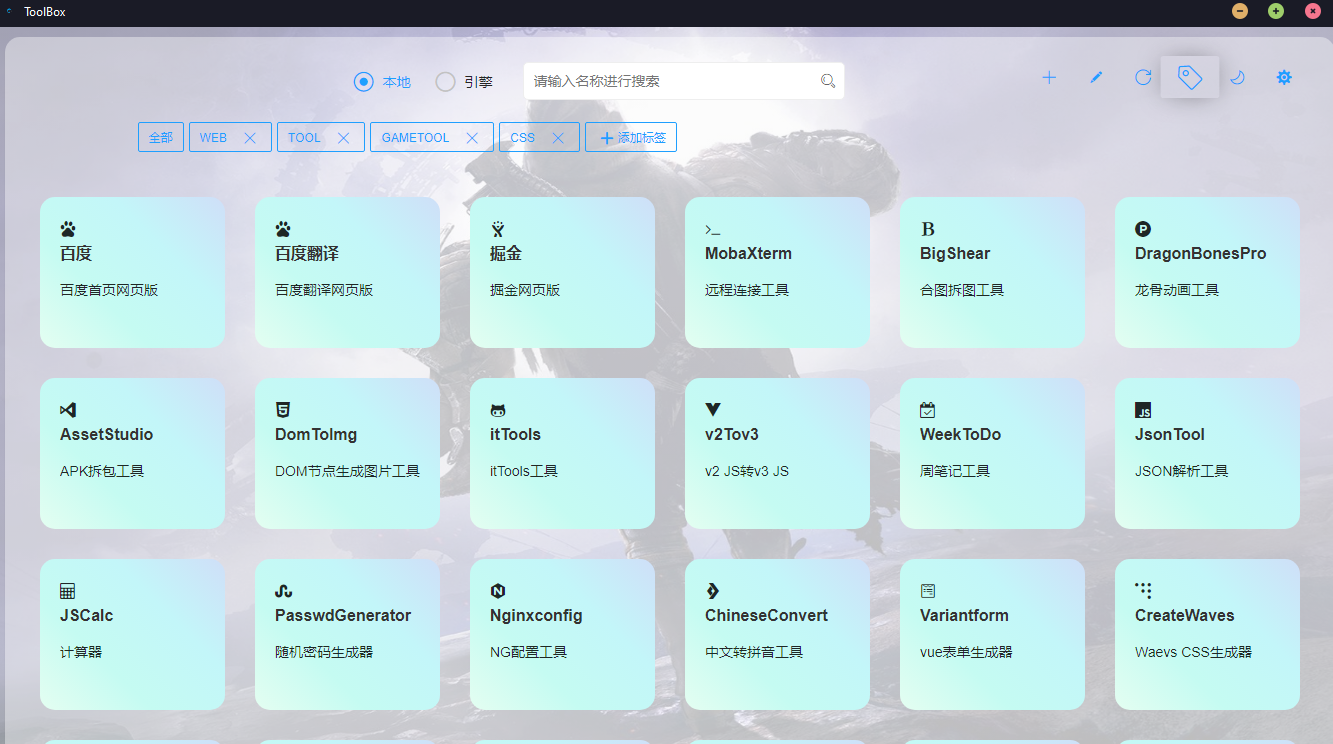 ToolBox
本地 引擎 请输入名称进行搜索
全部 WEB TOOL GAMETOOL CSS 添加标签
百度 百度翻译 掘金 MobaXterm BigShear DragonBonesPro
百度首页网页版 百度翻译网页版 掘金网页版 远程连接工具 合图拆图工具 龙骨动画工具
AssetStudio DomToImg itTools v2Tov3 WeekToDo JsonTool
APK拆包工具 DOM节点生成图片工具 itTools工具 v2 JS转v3 JS 周笔记工具 JSON解析工具
JSCalc PasswdGenerator Nginxconfig ChineseConvert Variantform CreateWaves
计算器 随机密码生成器 NG配置工具 中文转拼音工具 vue表单生成器 Waevs CSS生成器